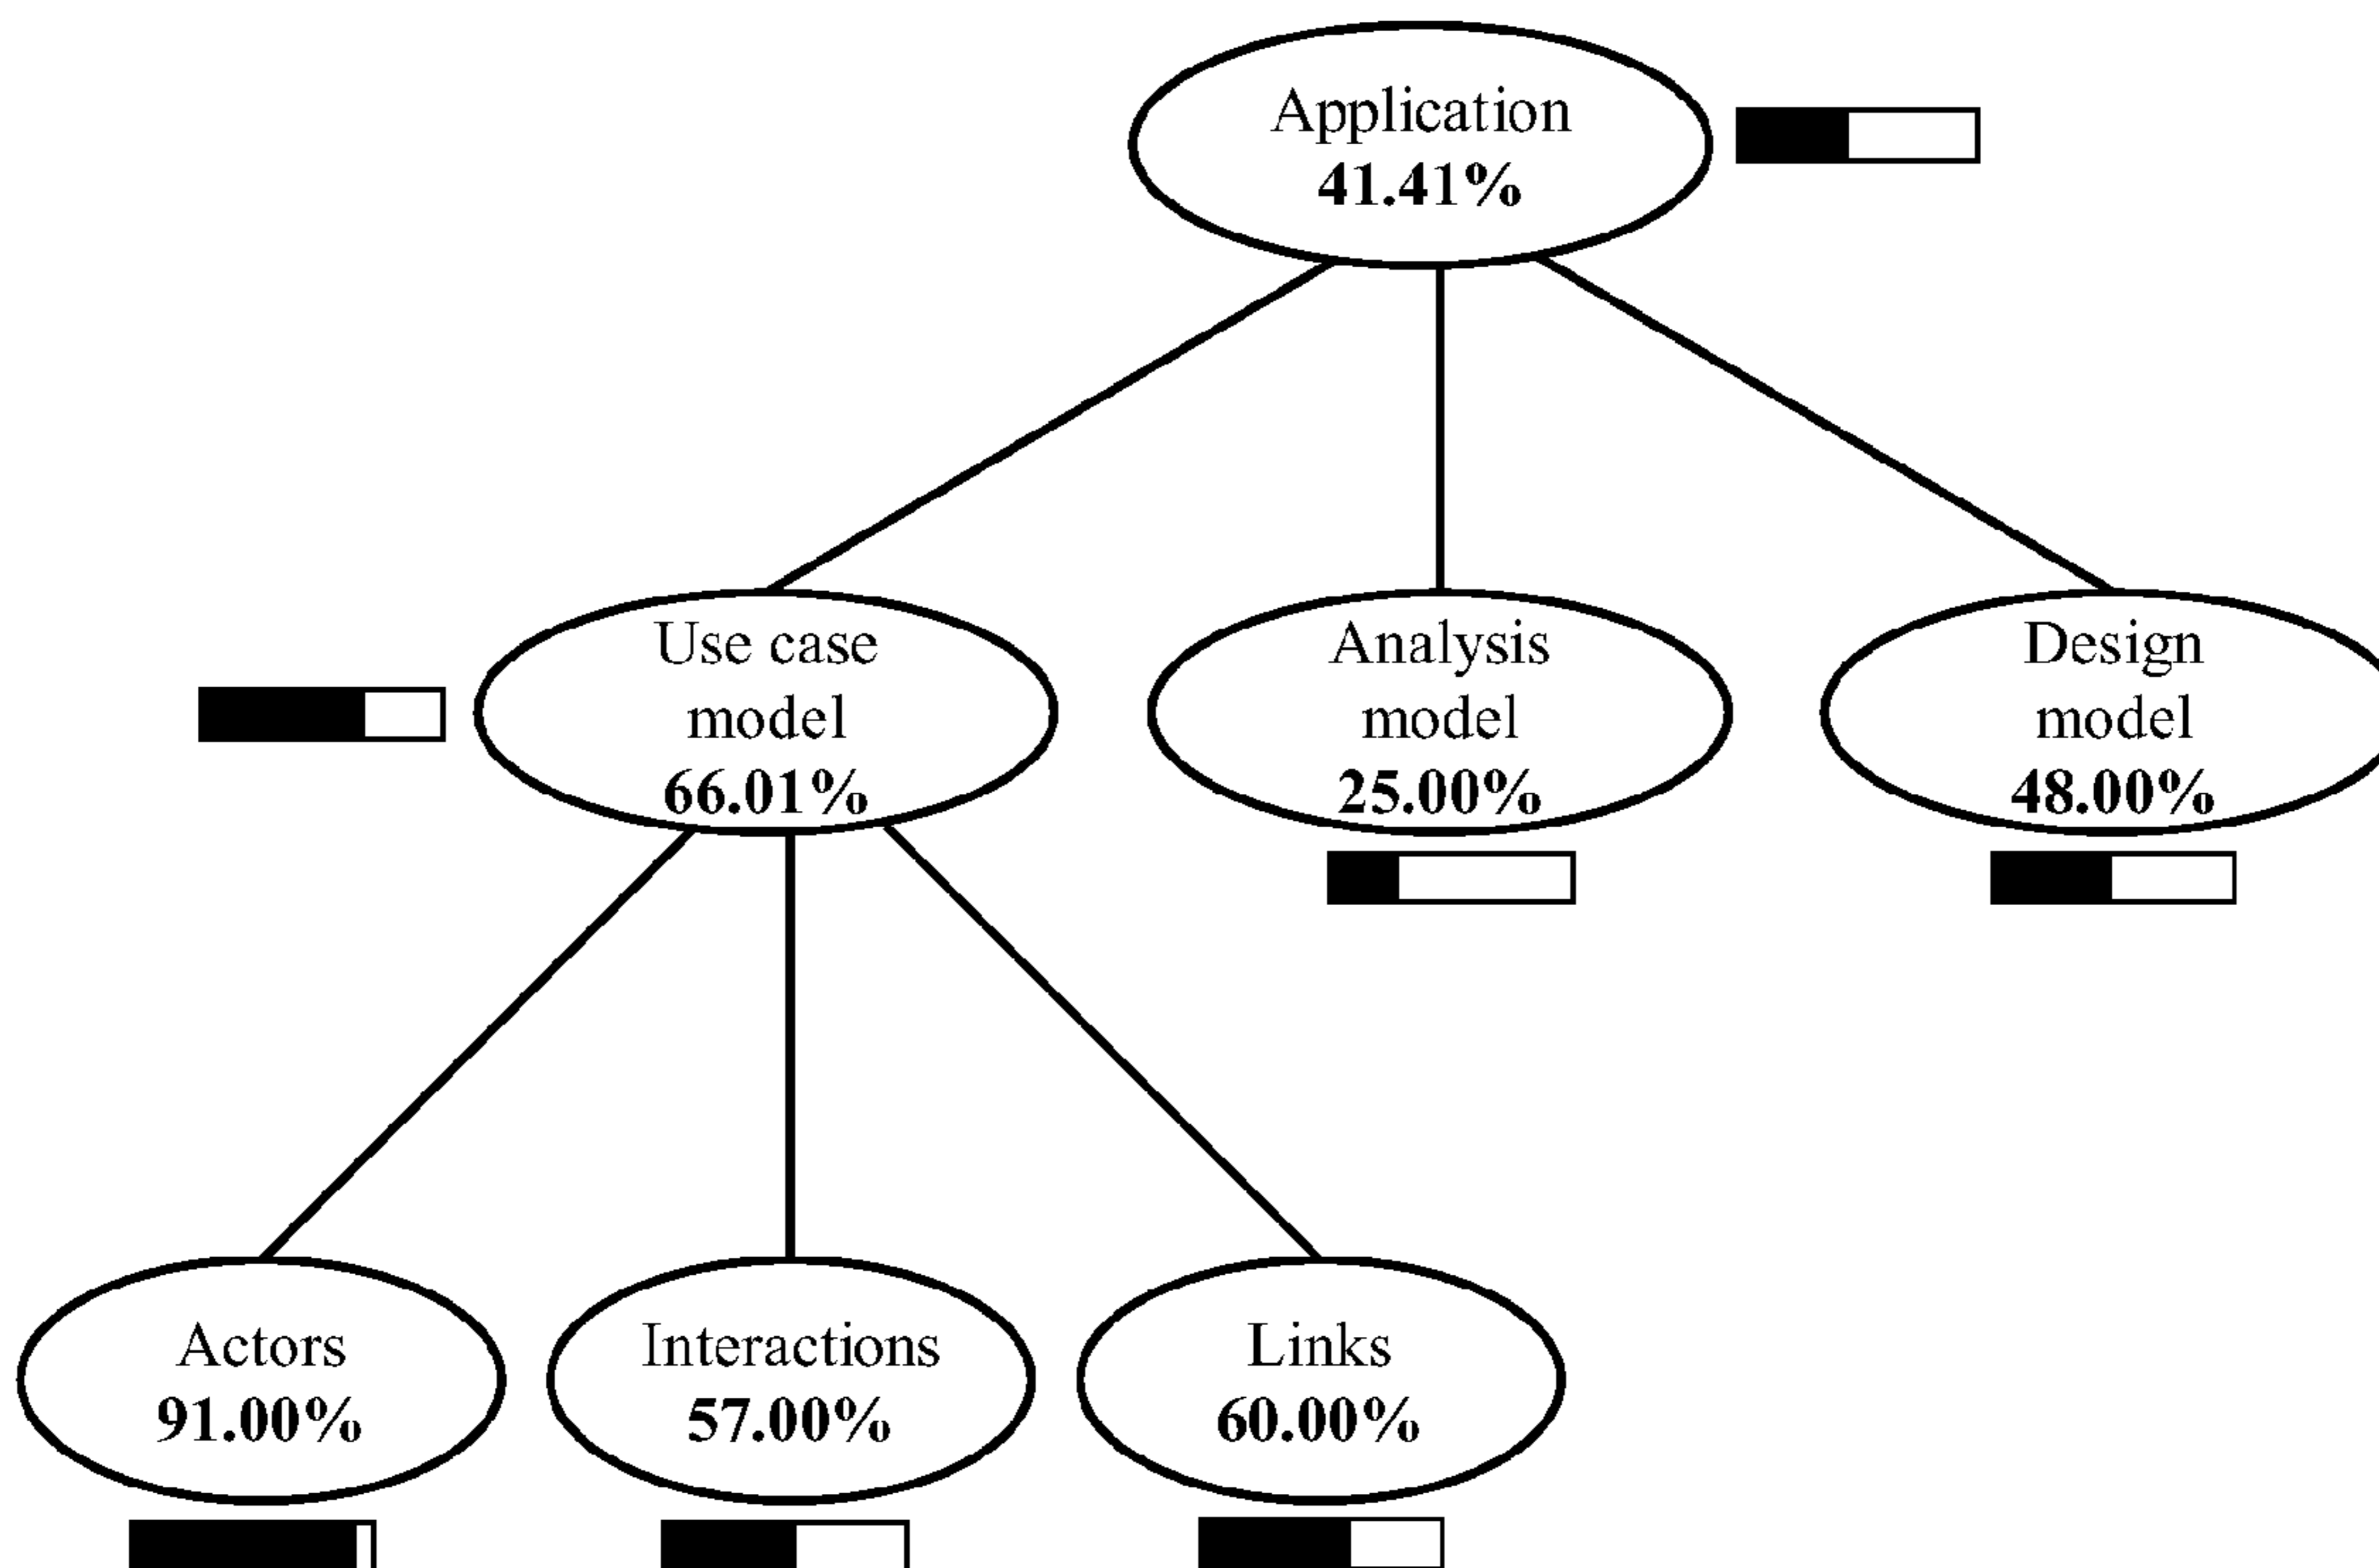 Application
41.41%
Use case
model
66.01%
Analysis
model
25.00%
Design
model
48.00%
Actors
91.00%
Interactions
57.00%
Links
60.00%